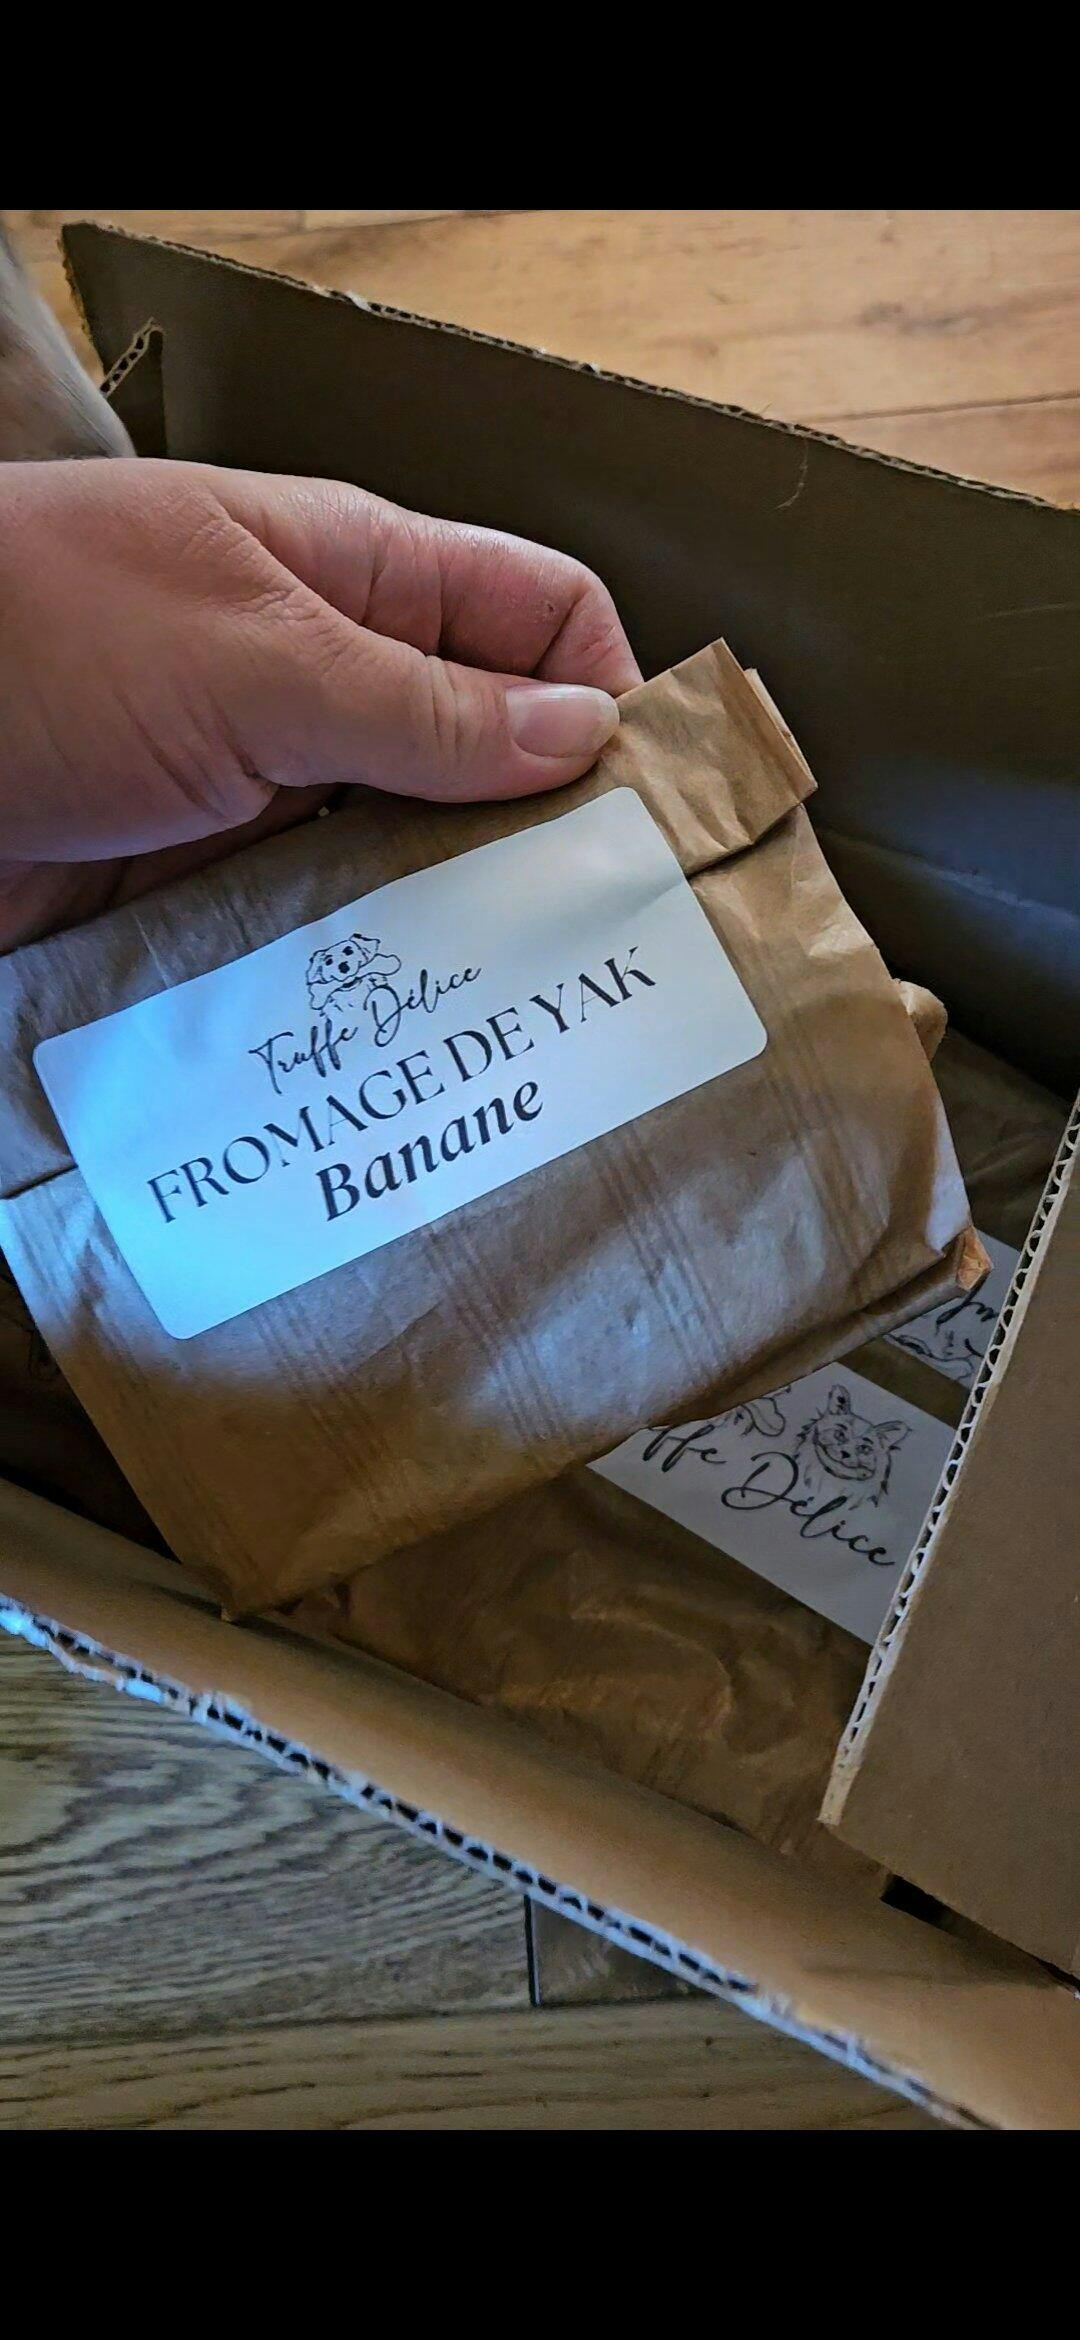 Truffe Délice
FROMAGE DE YAK
Banane
Délice